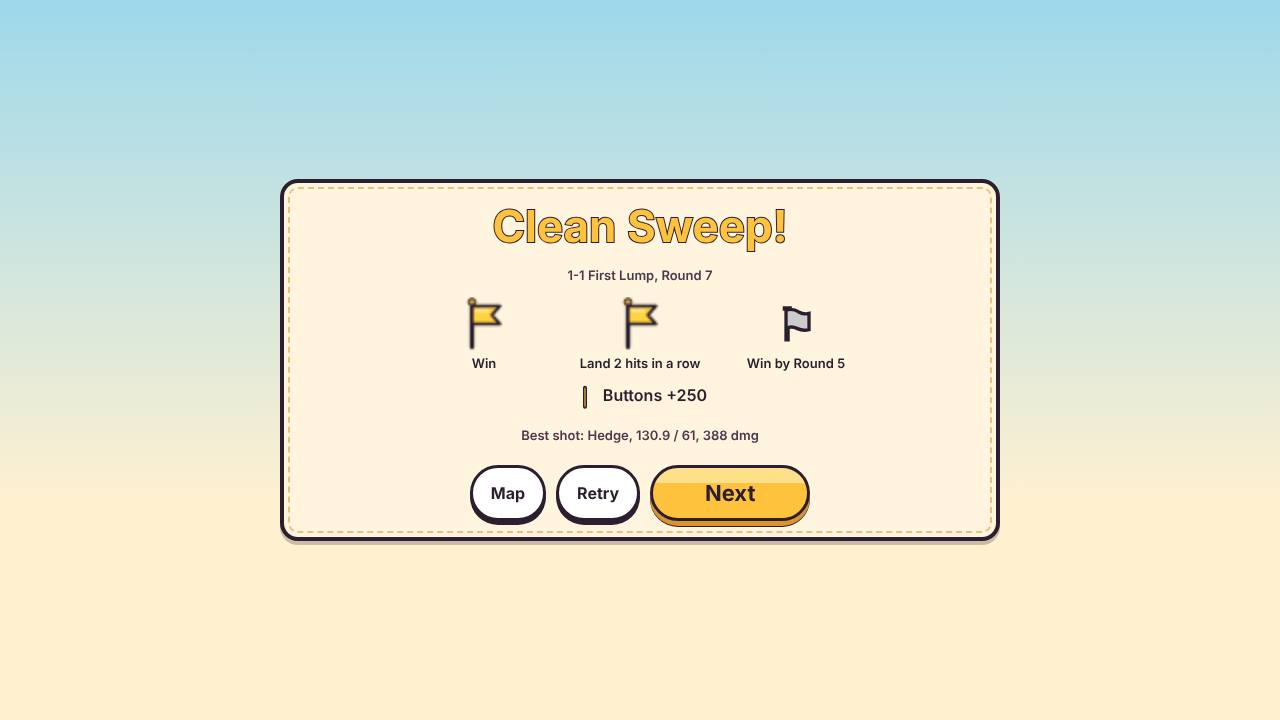 Clean Sweep!
1-1 First Lump, Round 7
Win
Land 2 hits in a row
Win by Round 5
Buttons +250
Best shot: Hedge, 130.9 / 61, 388 dmg
Map
Retry
Next